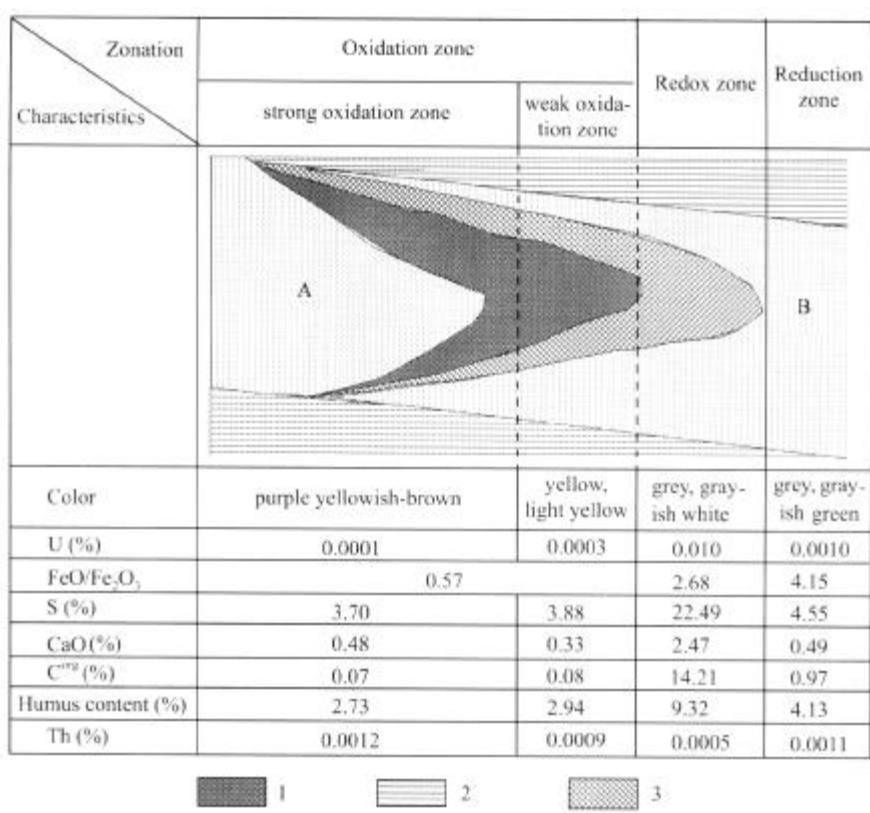 Zonation
Characteristics
Oxidation zone
strong oxidation zone
weak oxida-
tion zone
Redox zone
Reduction
zone
A
B
Color
purple yellowish-brown
yellow,
light yellow
grey, gray-
ish white
grey, gray-
ish green
U (%)
0.0001
0.0003
0.010
0.0010
FeO/Fe₂O₃
0.57
2.68
4.15
S (%)
3.70
3.88
22.49
4.55
CaO (%)
0.48
0.33
2.47
0.49
C^org (%)
0.07
0.08
14.21
0.97
Humus content (%)
2.73
2.94
9.32
4.13
Th (%)
0.0012
0.0009
0.0005
0.0011
1
2
3